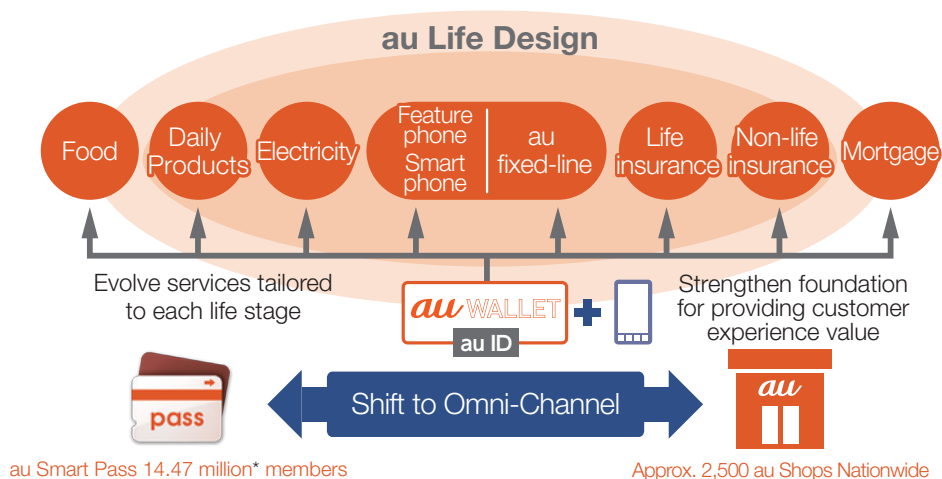 au Life Design
Food
Daily
Products
Electricity
Feature
phone
Smart
phone
au
fixed-line
Life
insurance
Non-life
insurance
Mortgage
Evolve services tailored
to each life stage
au WALLET
au ID
Strengthen foundation
for providing customer
experience value
pass
Shift to Omni-Channel
au
au Smart Pass 14.47 million* members
Approx. 2,500 au Shops Nationwide